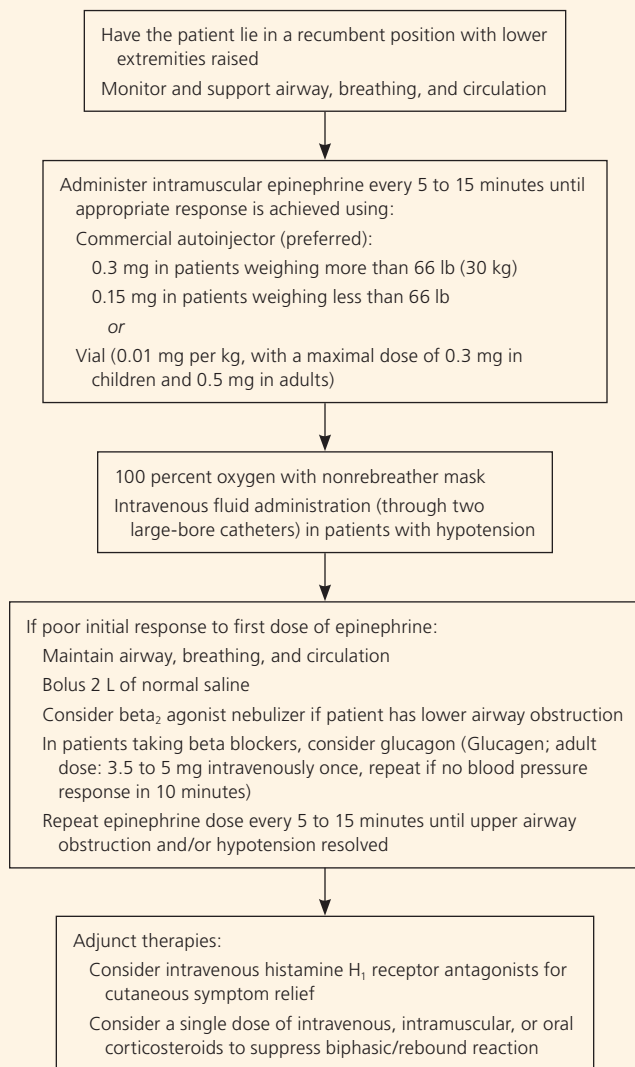 Have the patient lie in a recumbent position with lower
extremities raised
Monitor and support airway, breathing, and circulation
Administer intramuscular epinephrine every 5 to 15 minutes until
appropriate response is achieved using:
Commercial autoinjector (preferred):
0.3 mg in patients weighing more than 66 lb (30 kg)
0.15 mg in patients weighing less than 66 lb
or
Vial (0.01 mg per kg, with a maximal dose of 0.3 mg in
children and 0.5 mg in adults)
100 percent oxygen with nonrebreather mask
Intravenous fluid administration (through two
large-bore catheters) in patients with hypotension
If poor initial response to first dose of epinephrine:
Maintain airway, breathing, and circulation
Bolus 2 L of normal saline
Consider beta₂ agonist nebulizer if patient has lower airway obstruction
In patients taking beta blockers, consider glucagon (Glucagen; adult
dose: 3.5 to 5 mg intravenously once, repeat if no blood pressure
response in 10 minutes)
Repeat epinephrine dose every 5 to 15 minutes until upper airway
obstruction and/or hypotension resolved
Adjunct therapies:
Consider intravenous histamine H₁ receptor antagonists for
cutaneous symptom relief
Consider a single dose of intravenous, intramuscular, or oral
corticosteroids to suppress biphasic/rebound reaction